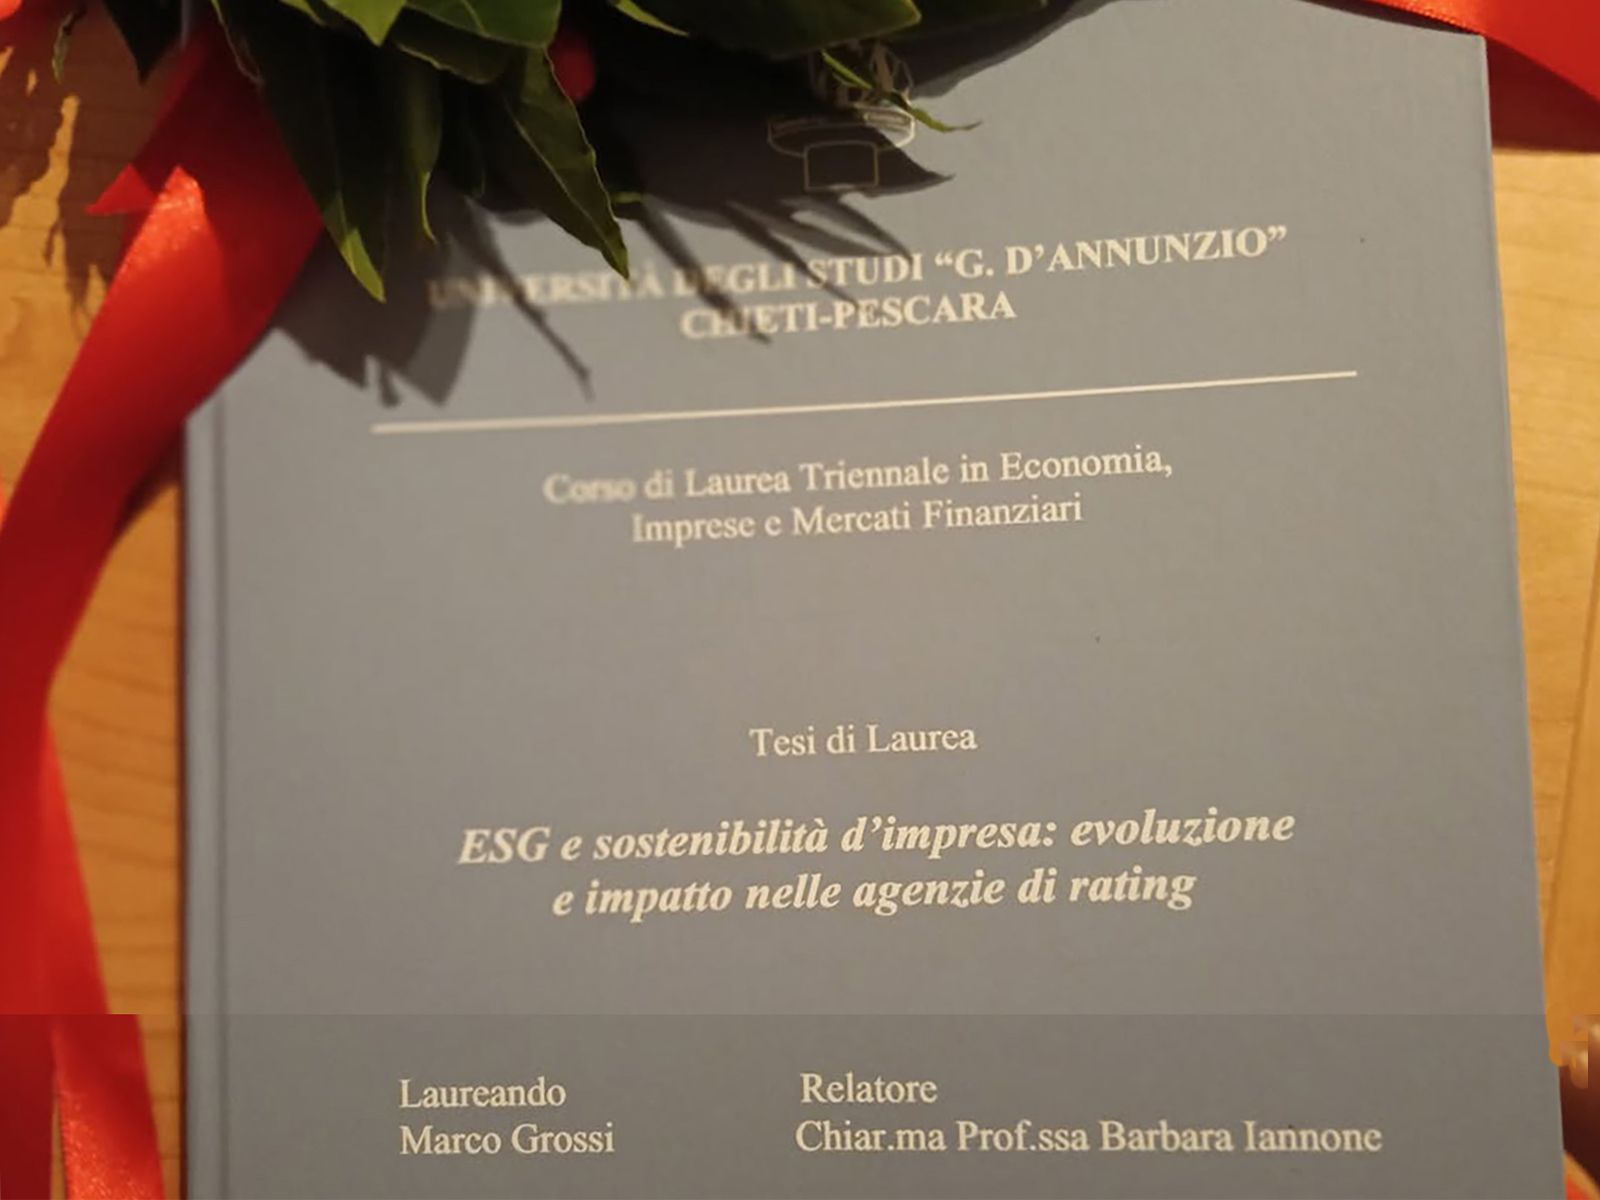 UNIVERSITÀ DEGLI STUDI “G. D’ANNUNZIO”
CHIETI-PESCARA
Corso di Laurea Triennale in Economia,
Imprese e Mercati Finanziari
Tesi di Laurea
ESG e sostenibilità d’impresa: evoluzione
e impatto nelle agenzie di rating
Laureando
Relatore
Marco Grossi
Chiar.ma Prof.ssa Barbara Iannone